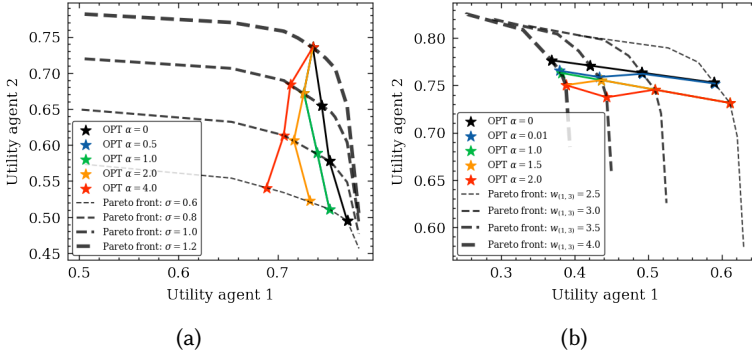 Utility agent 2
0.75
0.70
0.65
0.60
0.55
0.50
0.45
OPT α = 0
OPT α = 0.5
OPT α = 1.0
OPT α = 2.0
OPT α = 4.0
Pareto front: σ = 0.6
Pareto front: σ = 0.8
Pareto front: σ = 1.0
Pareto front: σ = 1.2
0.5
0.7
Utility agent 1
(a)
Utility agent 2
0.80
0.75
0.70
0.65
0.60
OPT α = 0
OPT α = 0.01
OPT α = 1.0
OPT α = 1.5
OPT α = 2.0
Pareto front: w(1, 3) = 2.5
Pareto front: w(1, 3) = 3.0
Pareto front: w(1, 3) = 3.5
Pareto front: w(1, 3) = 4.0
0.3
0.4
0.5
0.6
Utility agent 1
(b)